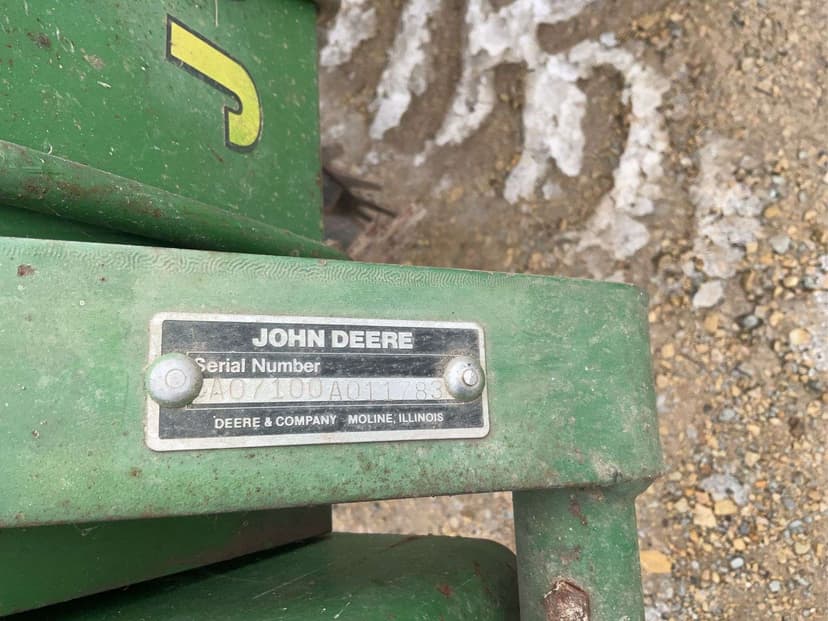 J
JOHN DEERE
Serial Number
A07100A011783
DEERE & COMPANY MOLINE, ILLINOIS